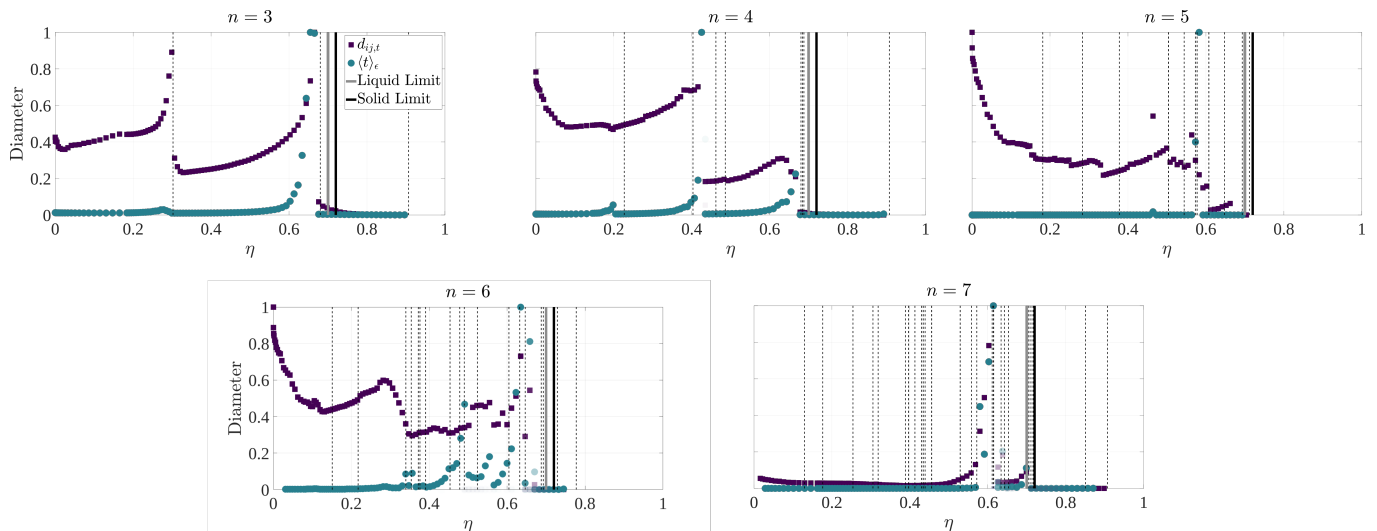 n = 3
n = 4
n = 5
1
0.8
0.6
0.4
0.2
0
Diameter
d_{ij,t}
⟨t⟩_ϵ
Liquid Limit
Solid Limit
0 0.2 0.4 0.6 0.8 1
η
0 0.2 0.4 0.6 0.8 1
η
0 0.2 0.4 0.6 0.8 1
η
n = 6
n = 7
1
0.8
0.6
0.4
0.2
0
Diameter
0 0.2 0.4 0.6 0.8 1
η
0 0.2 0.4 0.6 0.8 1
η